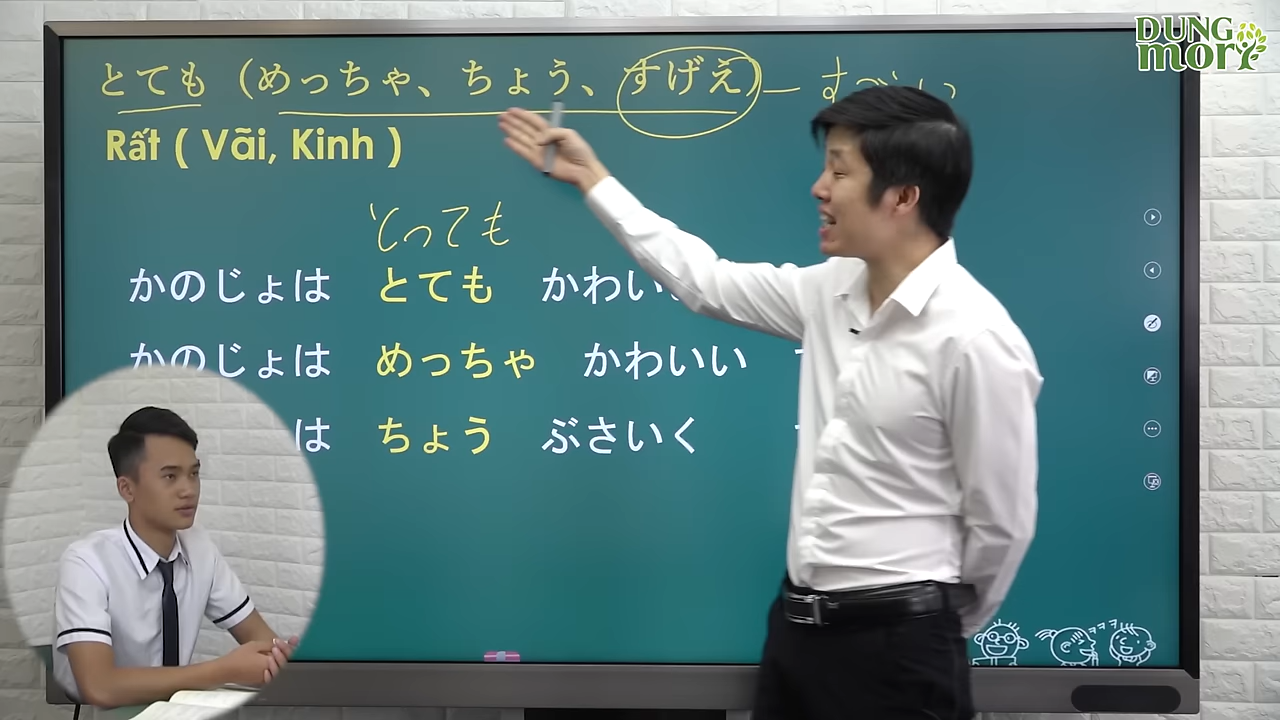 とても（めっちゃ、ちょう、すげえ）— すごい
Rất ( Vãi, Kinh )
とっても
かのじょは とても かわい
かのじょは めっちゃ かわいい
は ちょう ぶさいく
DUNG
mori